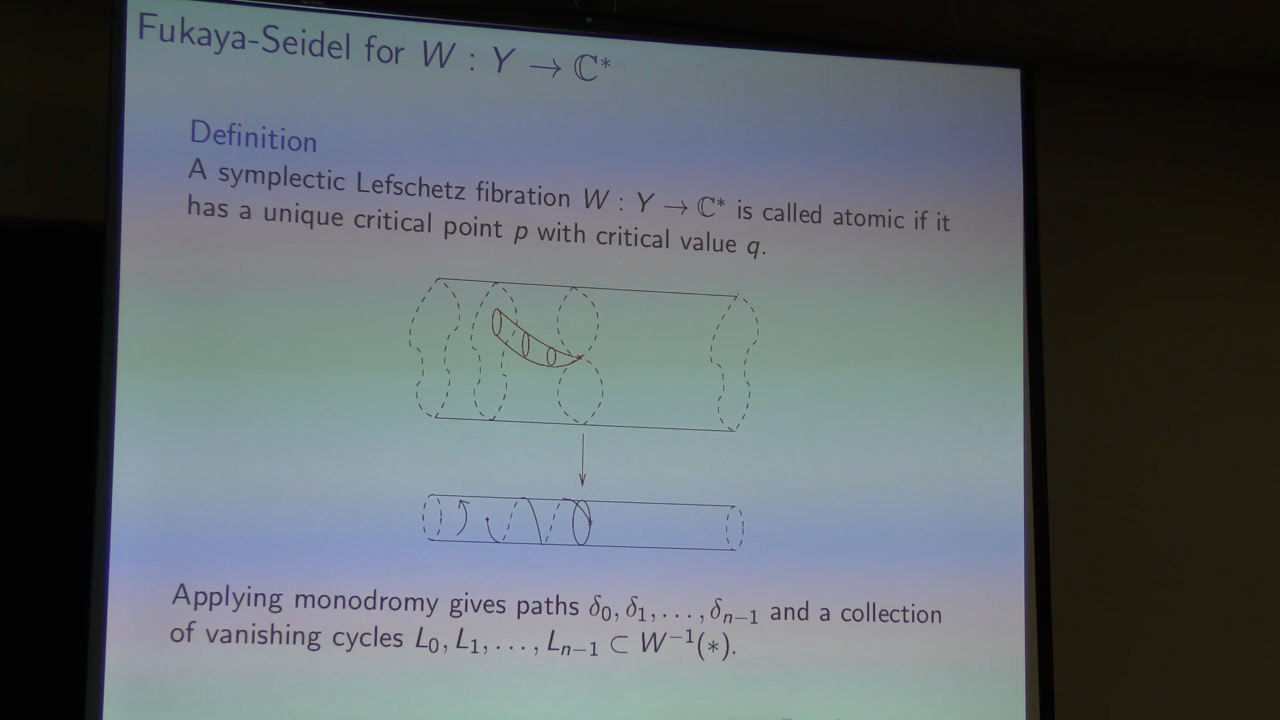 Fukaya-Seidel for W : Y → ℂ*
Definition
A symplectic Lefschetz fibration W : Y → ℂ* is called atomic if it
has a unique critical point p with critical value q.
Applying monodromy gives paths δ₀, δ₁, . . . , δₙ₋₁ and a collection
of vanishing cycles L₀, L₁, . . . , Lₙ₋₁ ⊂ W⁻¹(*).